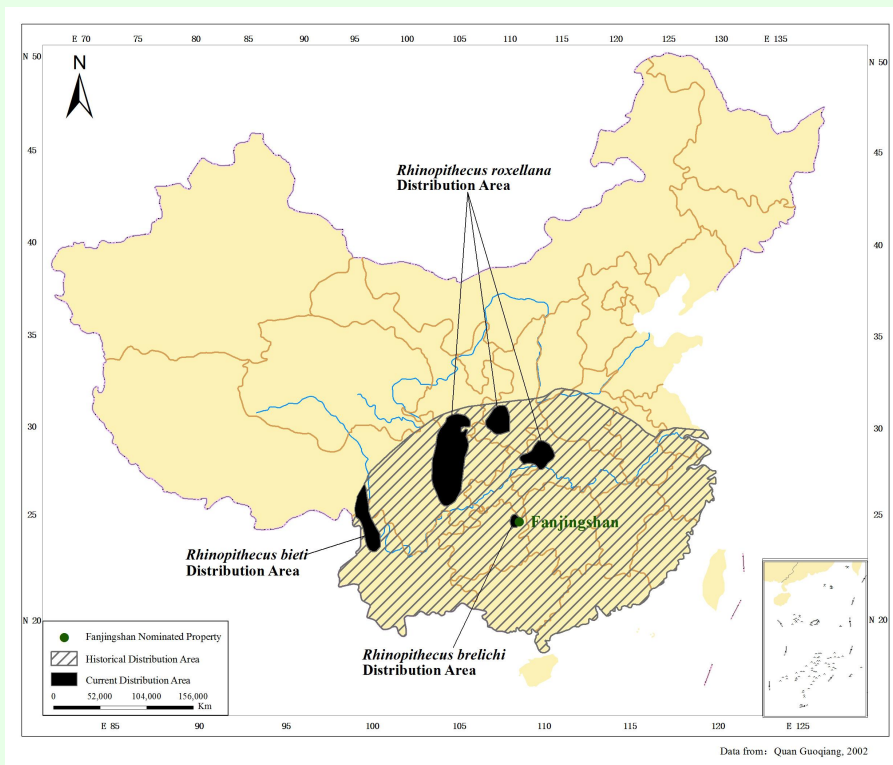 E 70 75 80 85 90 95 100 105 110 115 120 125 E 135
N 50 N 50
N
45 45
Rhinopithecus roxellana
Distribution Area
40 40
35 35
30 30
25 25
Fanjingshan
Rhinopithecus bieti
Distribution Area
N 20 N 20
Rhinopithecus brelichi
Distribution Area
Fanjingshan Nominated Property
Historical Distribution Area
Current Distribution Area
0 52,000 104,000 156,000
Km
E 85 90 95 100 105 110 115 120 E 125
Data from: Quan Guoqiang, 2002